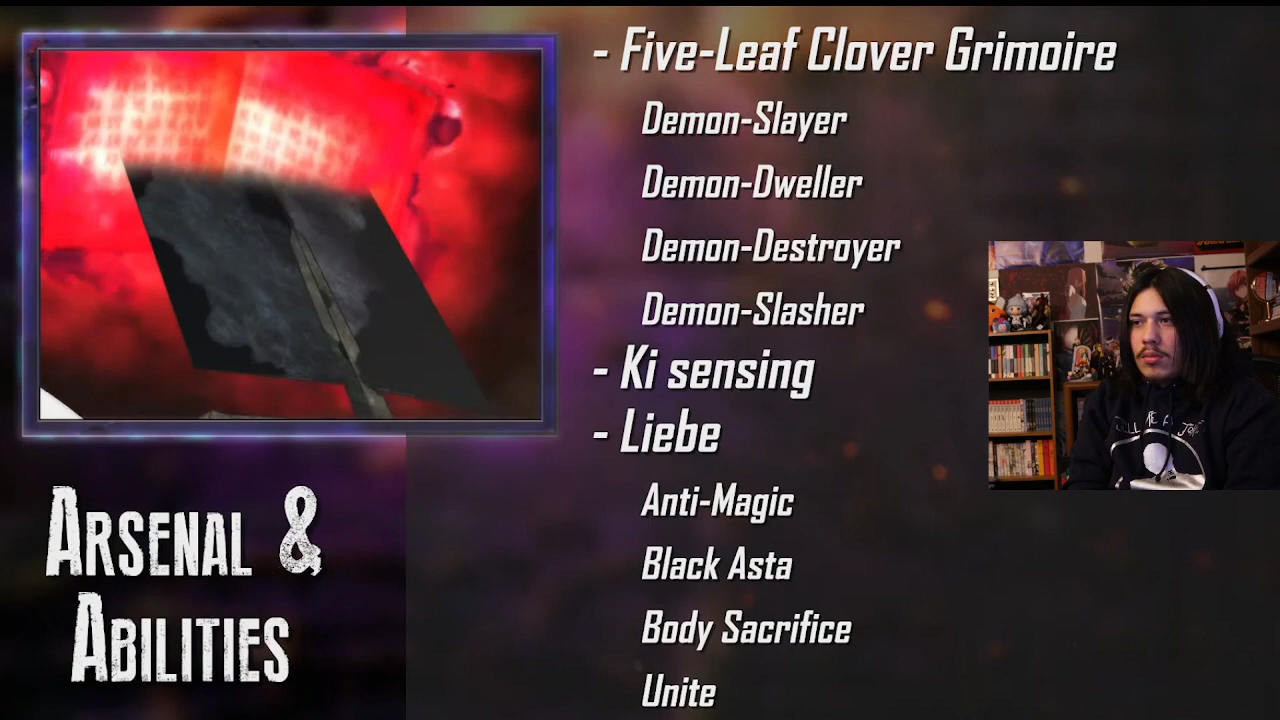 - Five-Leaf Clover Grimoire
Demon-Slayer
Demon-Dweller
Demon-Destroyer
Demon-Slasher
- Ki sensing
- Liebe
Anti-Magic
Black Asta
Body Sacrifice
Unite
Arsenal &
Abilities